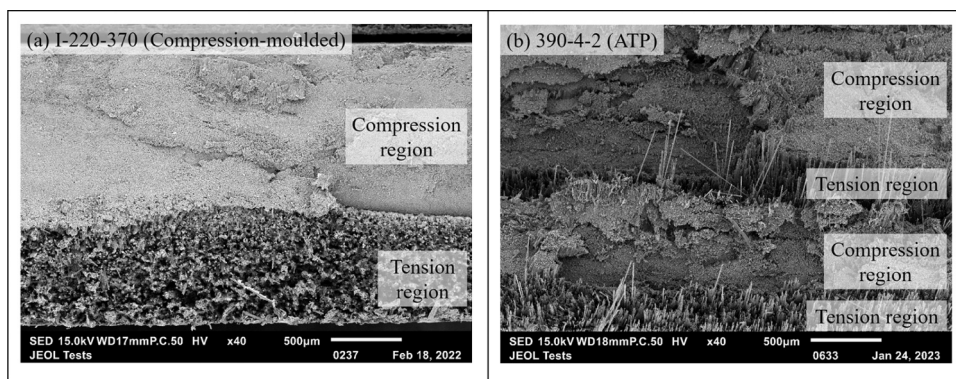 (a) I-220-370 (Compression-moulded)
Compression
region
Tension
region
SED 15.0kV WD17mmP.C.50 HV x40 500μm
JEOL Tests 0237 Feb 18, 2022
(b) 390-4-2 (ATP)
Compression
region
Tension region
Compression
region
Tension region
SED 15.0kV WD18mmP.C.50 HV x40 500μm
JEOL Tests 0633 Jan 24, 2023